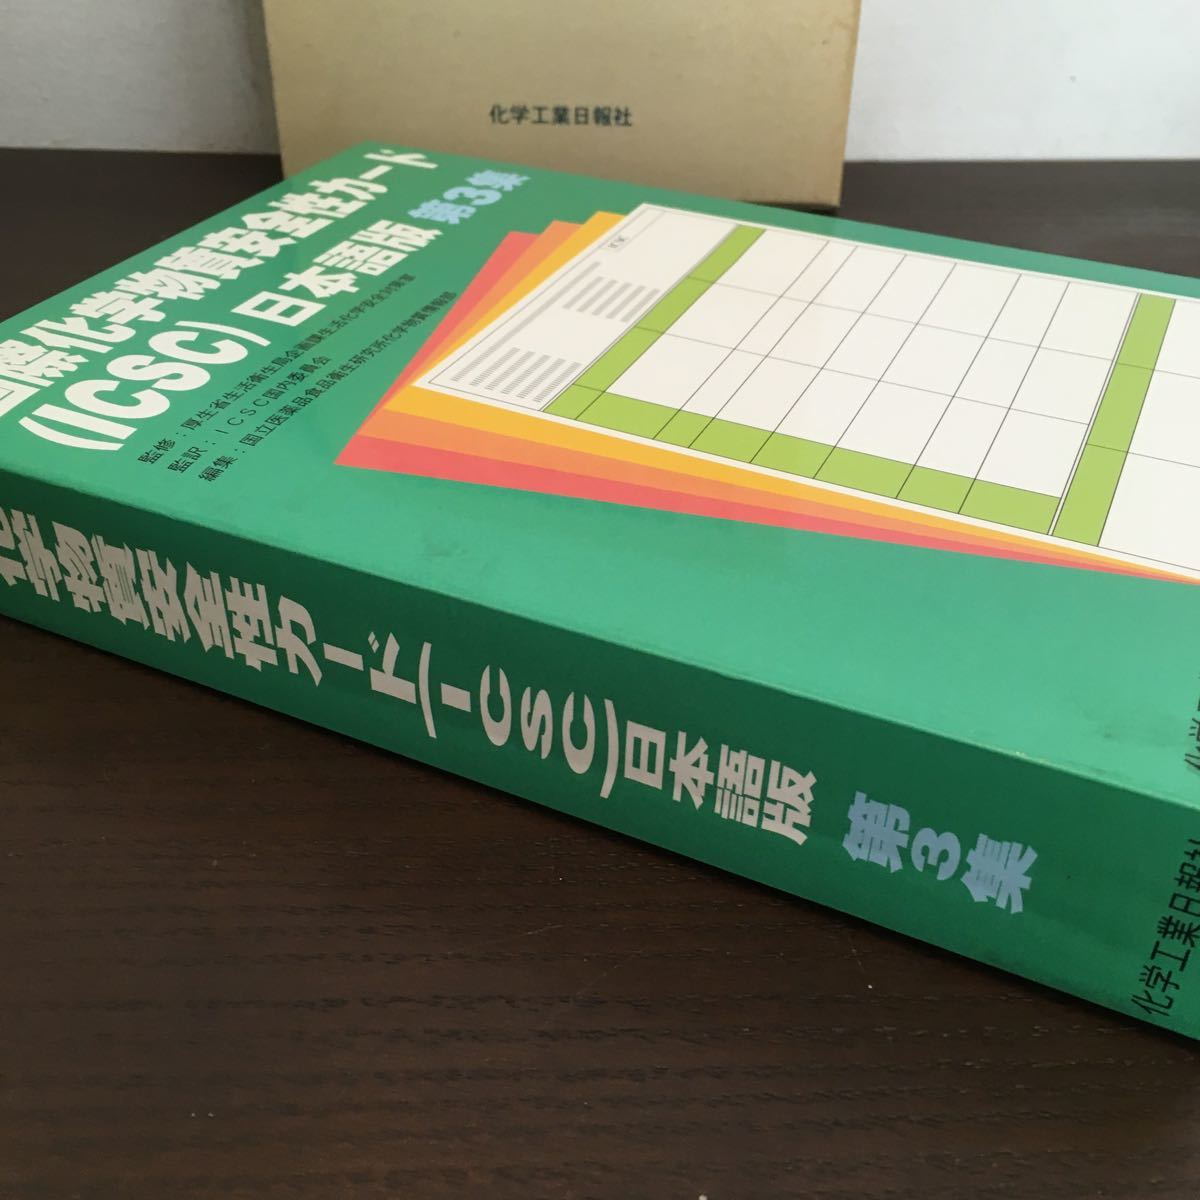 化学工業日報社
国際化学物質安全性カード
(ICSC)日本語版 第3集
監修：厚生省生活衛生局企画課生活化学安全対策室
監訳：ＩＣＳＣ国内委員会
編集：国立医薬品食品衛生研究所化学物質情報部
化学物質安全性カード(ICSC)日本語版 第3集
化学工業日報社